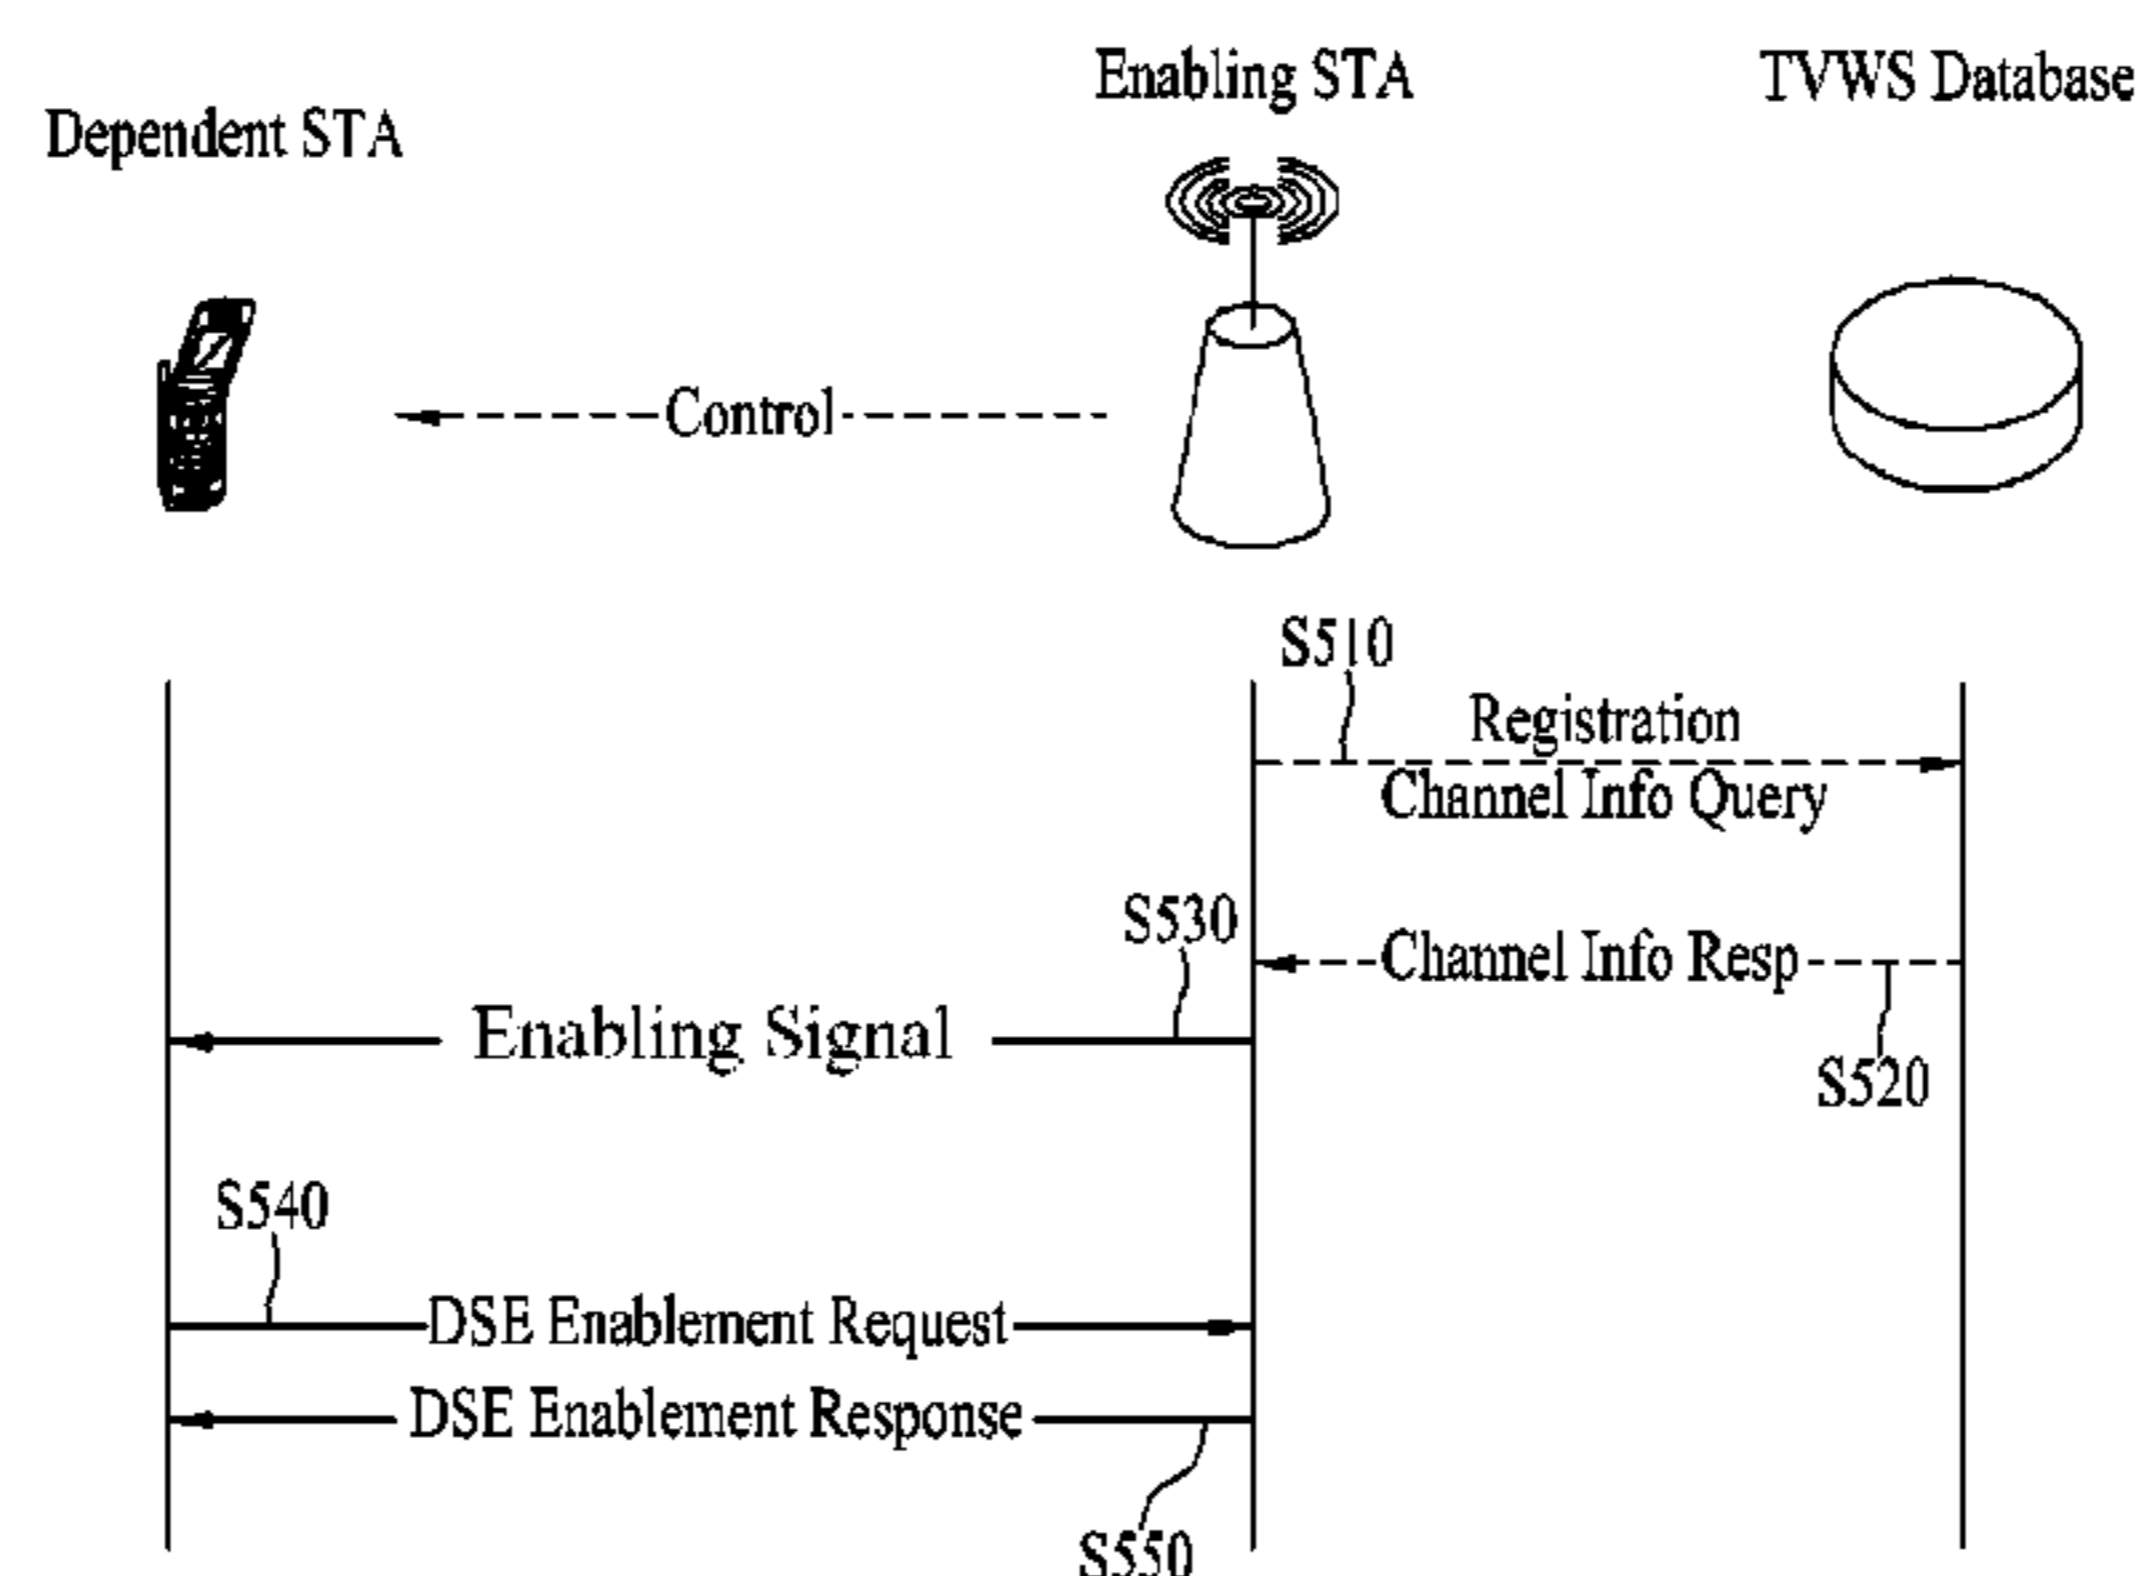 Enabling STA
TVWS Database
Dependent STA
Control
S510
Registration
Channel Info Query
S530
Channel Info Resp
Enabling Signal
S520
S540
DSE Enablement Request
DSE Enablement Response
S550